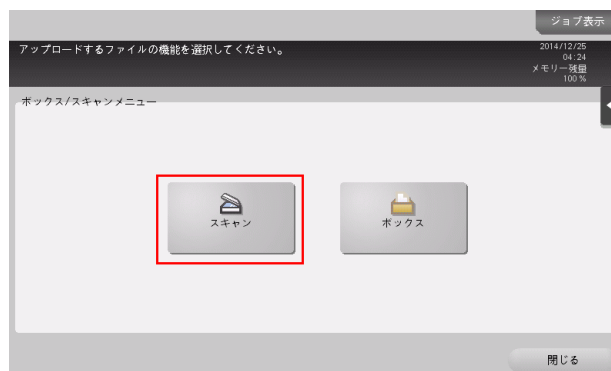 ジョブ表示
アップロードするファイルの機能を選択してください。
2014/12/25
04:24
メモリー残量
100%
ボックス/スキャンメニュー
スキャン
ボックス
閉じる